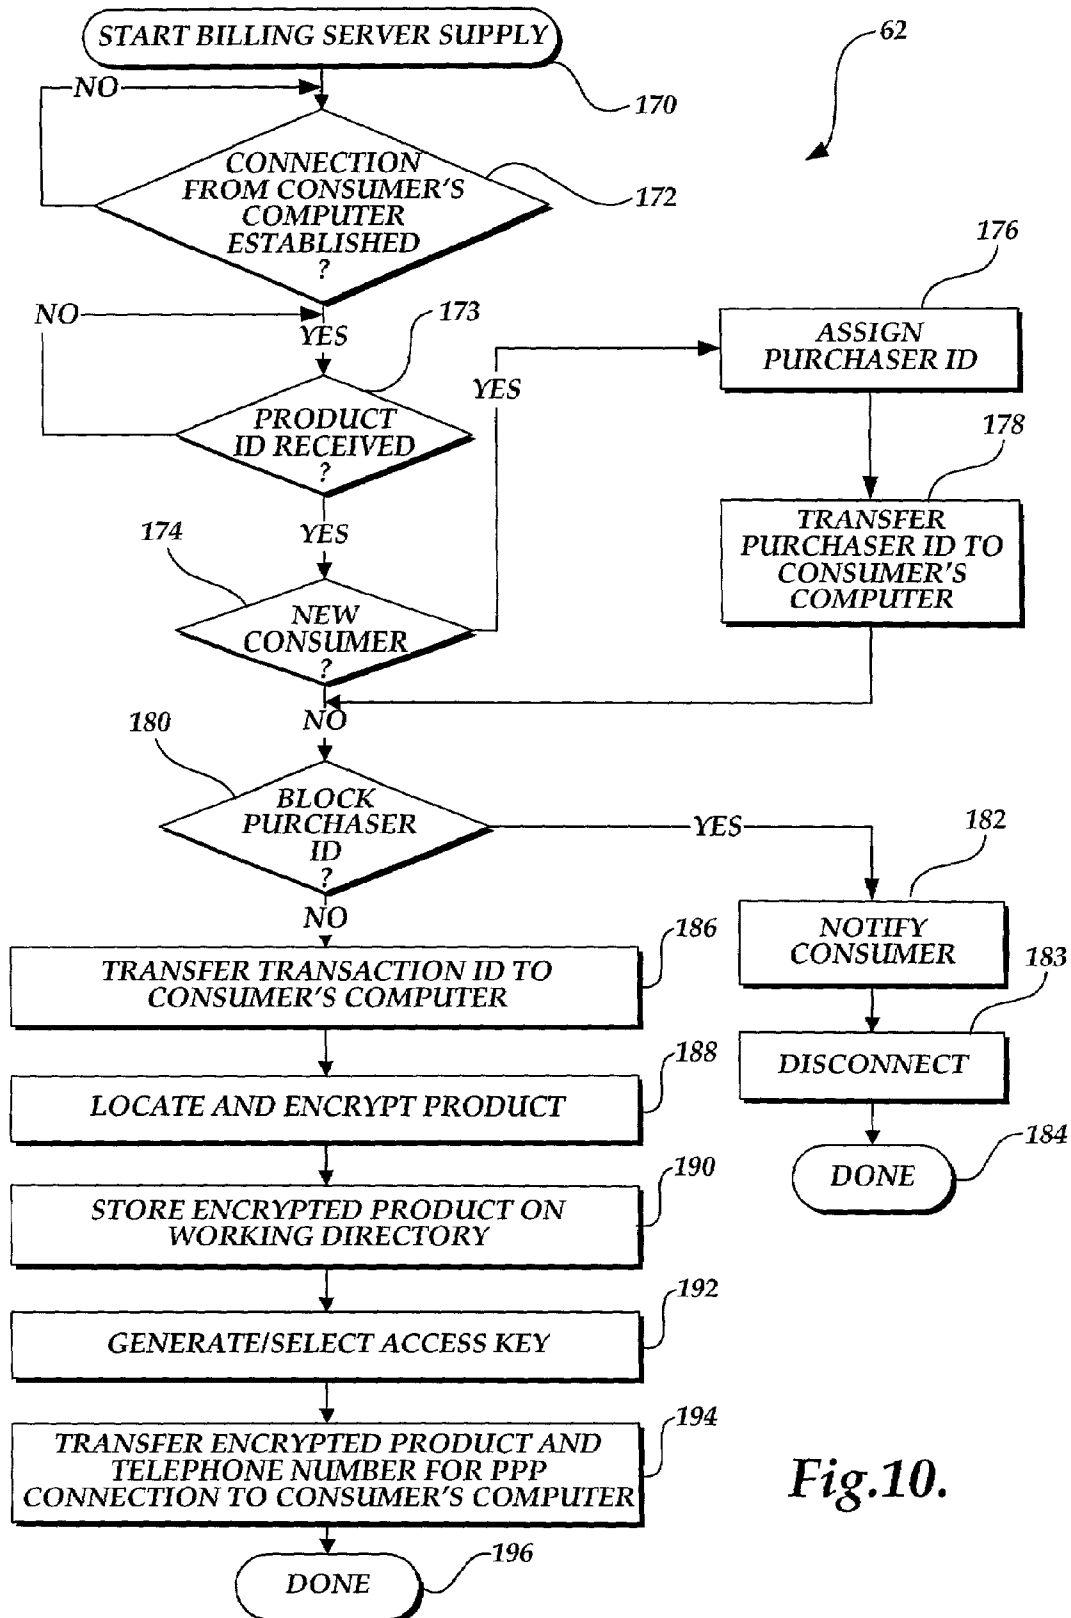 START BILLING SERVER SUPPLY
62
NO
170
CONNECTION
FROM CONSUMER'S
COMPUTER
ESTABLISHED
?
172
176
NO
YES
173
ASSIGN
PURCHASER ID
YES
PRODUCT
ID RECEIVED
?
178
174
YES
TRANSFER
PURCHASER ID TO
CONSUMER'S
COMPUTER
NEW
CONSUMER
?
NO
180
BLOCK
PURCHASER
ID
?
YES
182
NO
186
NOTIFY
CONSUMER
183
TRANSFER TRANSACTION ID TO
CONSUMER'S COMPUTER
188
DISCONNECT
LOCATE AND ENCRYPT PRODUCT
184
190
DONE
STORE ENCRYPTED PRODUCT ON
WORKING DIRECTORY
192
GENERATE/SELECT ACCESS KEY
194
TRANSFER ENCRYPTED PRODUCT AND
TELEPHONE NUMBER FOR PPP
CONNECTION TO CONSUMER'S COMPUTER
Fig.10.
196
DONE